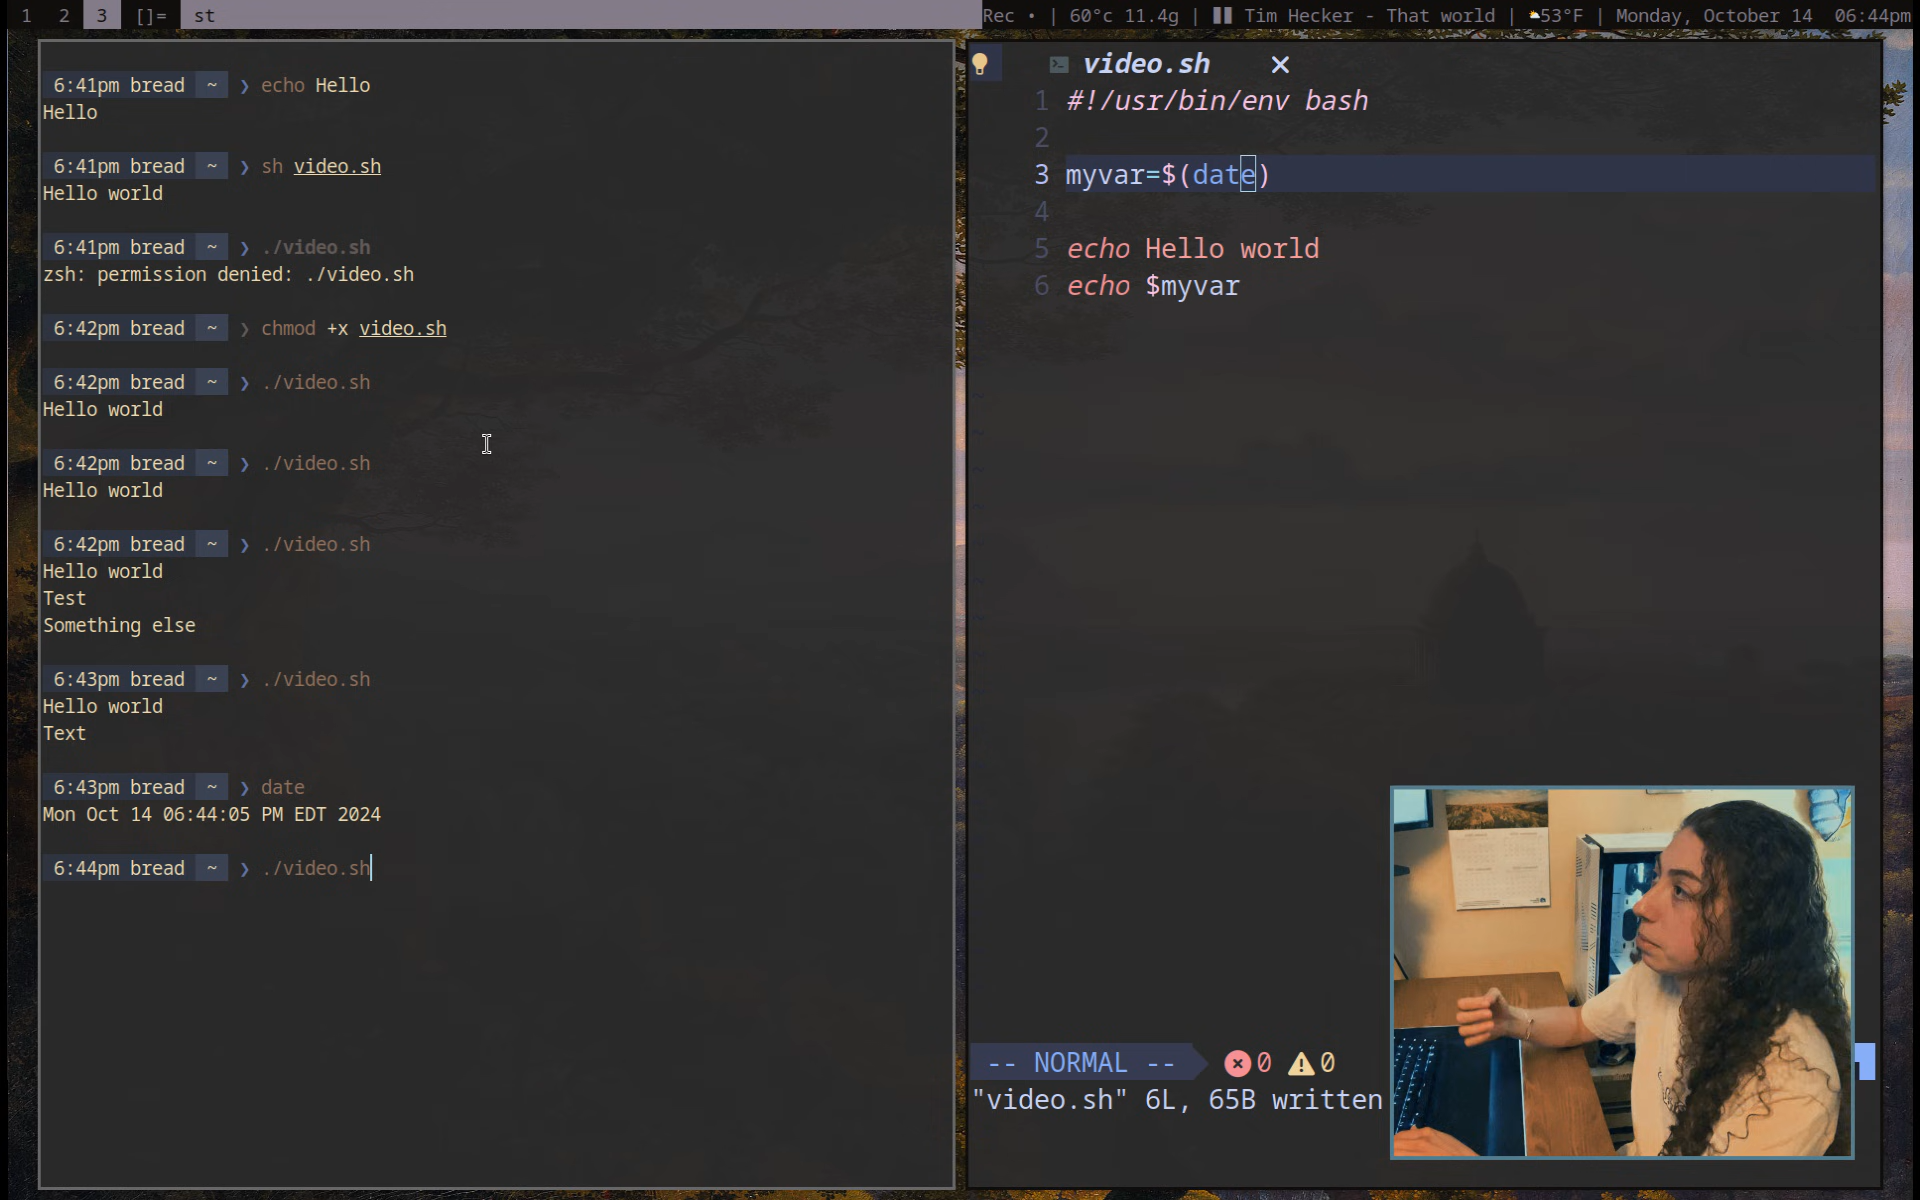 1 2 3 []= st Rec • | 60°c 11.4g | Tim Hecker - That world | 53°F | Monday, October 14 06:44pm
6:41pm bread ~ ❯ echo Hello
Hello
6:41pm bread ~ ❯ sh video.sh
Hello world
6:41pm bread ~ ❯ ./video.sh
zsh: permission denied: ./video.sh
6:42pm bread ~ ❯ chmod +x video.sh
6:42pm bread ~ ❯ ./video.sh
Hello world
6:42pm bread ~ ❯ ./video.sh
Hello world
6:42pm bread ~ ❯ ./video.sh
Hello world
Test
Something else
6:43pm bread ~ ❯ ./video.sh
Hello world
Text
6:43pm bread ~ ❯ date
Mon Oct 14 06:44:05 PM EDT 2024
6:44pm bread ~ ❯ ./video.sh
video.sh ✕
1 #!/usr/bin/env bash
2
3 myvar=$(date)
4
5 echo Hello world
6 echo $myvar
-- NORMAL -- 0 0
"video.sh" 6L, 65B written